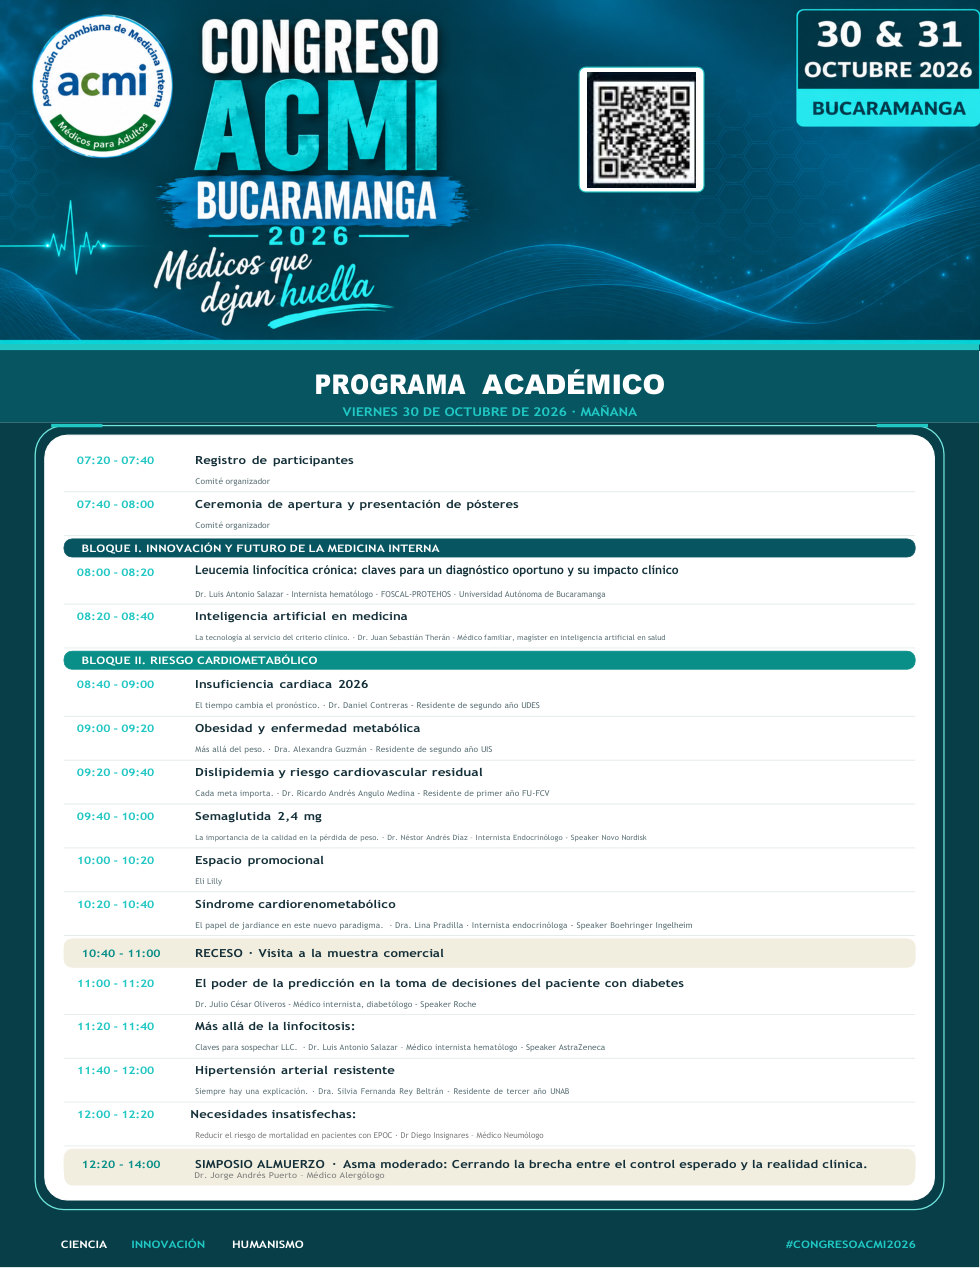 Asociación Colombiana de Medicina Interna
acmi
Médicos para Adultos
CONGRESO
ACMI
BUCARAMANGA
2026
Médicos que
dejan huella
30 & 31
OCTUBRE 2026
BUCARAMANGA
PROGRAMA ACADÉMICO
VIERNES 30 DE OCTUBRE DE 2026 · MAÑANA
07:20 - 07:40 Registro de participantes
Comité organizador
07:40 - 08:00 Ceremonia de apertura y presentación de pósteres
Comité organizador
BLOQUE I. INNOVACIÓN Y FUTURO DE LA MEDICINA INTERNA
08:00 - 08:20 Leucemia linfocítica crónica: claves para un diagnóstico oportuno y su impacto clínico
Dr. Luis Antonio Salazar - Internista hematólogo - FOSCAL-PROTEHOS - Universidad Autónoma de Bucaramanga
08:20 - 08:40 Inteligencia artificial en medicina
La tecnología al servicio del criterio clínico. · Dr. Juan Sebastián Therán - Médico familiar, magíster en inteligencia artificial en salud
BLOQUE II. RIESGO CARDIOMETABÓLICO
08:40 - 09:00 Insuficiencia cardiaca 2026
El tiempo cambia el pronóstico. · Dr. Daniel Contreras - Residente de segundo año UDES
09:00 - 09:20 Obesidad y enfermedad metabólica
Más allá del peso. · Dra. Alexandra Guzmán - Residente de segundo año UIS
09:20 - 09:40 Dislipidemia y riesgo cardiovascular residual
Cada meta importa. · Dr. Ricardo Andrés Angulo Medina - Residente de primer año FU-FCV
09:40 - 10:00 Semaglutida 2,4 mg
La importancia de la calidad en la pérdida de peso. · Dr. Néstor Andrés Díaz · Internista Endocrinólogo - Speaker Novo Nordisk
10:00 - 10:20 Espacio promocional
Eli Lilly
10:20 - 10:40 Síndrome cardiorenometabólico
El papel de jardiance en este nuevo paradigma. · Dra. Lina Pradilla · Internista endocrinóloga - Speaker Boehringer Ingelheim
10:40 - 11:00 RECESO · Visita a la muestra comercial
11:00 - 11:20 El poder de la predicción en la toma de decisiones del paciente con diabetes
Dr. Julio César Oliveros - Médico internista, diabetólogo - Speaker Roche
11:20 - 11:40 Más allá de la linfocitosis:
Claves para sospechar LLC. · Dr. Luis Antonio Salazar · Médico internista hematólogo - Speaker AstraZeneca
11:40 - 12:00 Hipertensión arterial resistente
Siempre hay una explicación. · Dra. Silvia Fernanda Rey Beltrán - Residente de tercer año UNAB
12:00 - 12:20 Necesidades insatisfechas:
Reducir el riesgo de mortalidad en pacientes con EPOC · Dr Diego Insignares · Médico Neumólogo
12:20 - 14:00 SIMPOSIO ALMUERZO · Asma moderado: Cerrando la brecha entre el control esperado y la realidad clínica.
Dr. Jorge Andrés Puerto · Médico Alergólogo
CIENCIA INNOVACIÓN HUMANISMO #CONGRESOACMI2026